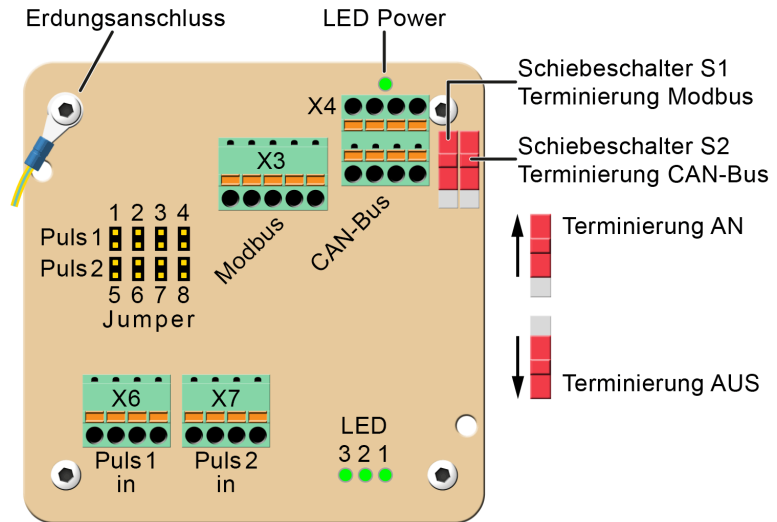 Erdungsanschluss
LED Power
Schiebeschalter S1
Terminierung Modbus
X4
Schiebeschalter S2
Terminierung CAN-Bus
X3
1 2 3 4
Puls 1
Puls 2
5 6 7 8
Jumper
Modbus
CAN-Bus
Terminierung AN
Terminierung AUS
X6
X7
Puls 1
in
Puls 2
in
LED
3 2 1